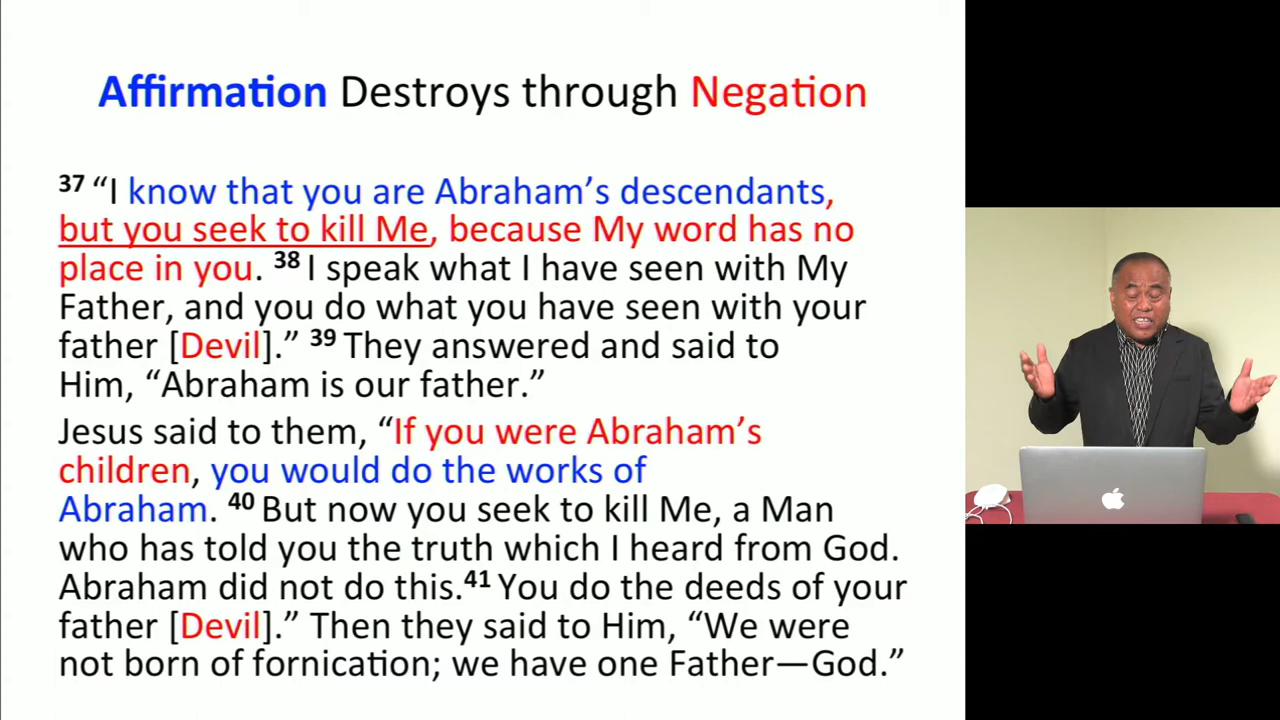 Affirmation Destroys through Negation
37 “I know that you are Abraham’s descendants,
but you seek to kill Me, because My word has no
place in you. 38 I speak what I have seen with My
Father, and you do what you have seen with your
father [Devil].” 39 They answered and said to
Him, “Abraham is our father.”
Jesus said to them, “If you were Abraham’s
children, you would do the works of
Abraham. 40 But now you seek to kill Me, a Man
who has told you the truth which I heard from God.
Abraham did not do this.41 You do the deeds of your
father [Devil].” Then they said to Him, “We were
not born of fornication; we have one Father—God.”